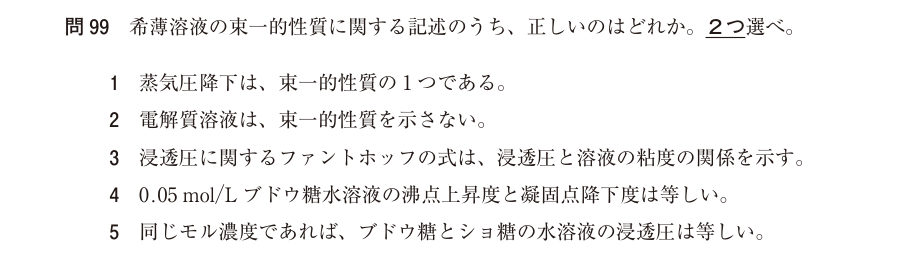 問 99　希薄溶液の束一的性質に関する記述のうち、正しいのはどれか。２つ選べ。
1　蒸気圧降下は、束一的性質の１つである。
2　電解質溶液は、束一的性質を示さない。
3　浸透圧に関するファントホッフの式は、浸透圧と溶液の粘度の関係を示す。
4　0.05 mol/L ブドウ糖水溶液の沸点上昇度と凝固点降下度は等しい。
5　同じモル濃度であれば、ブドウ糖とショ糖の水溶液の浸透圧は等しい。